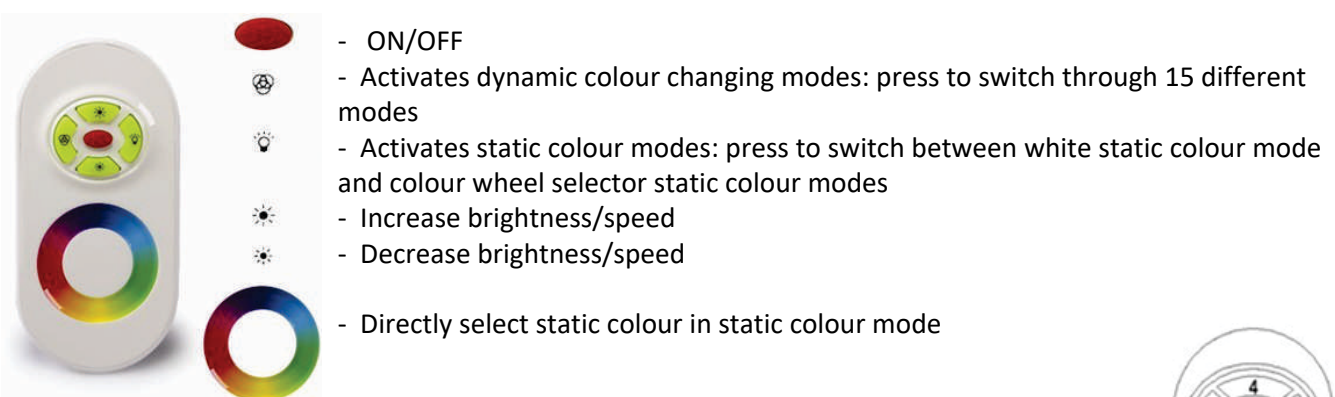 - ON/OFF
- Activates dynamic colour changing modes: press to switch through 15 different
modes
- Activates static colour modes: press to switch between white static colour mode
and colour wheel selector static colour modes
- Increase brightness/speed
- Decrease brightness/speed
- Directly select static colour in static colour mode
4